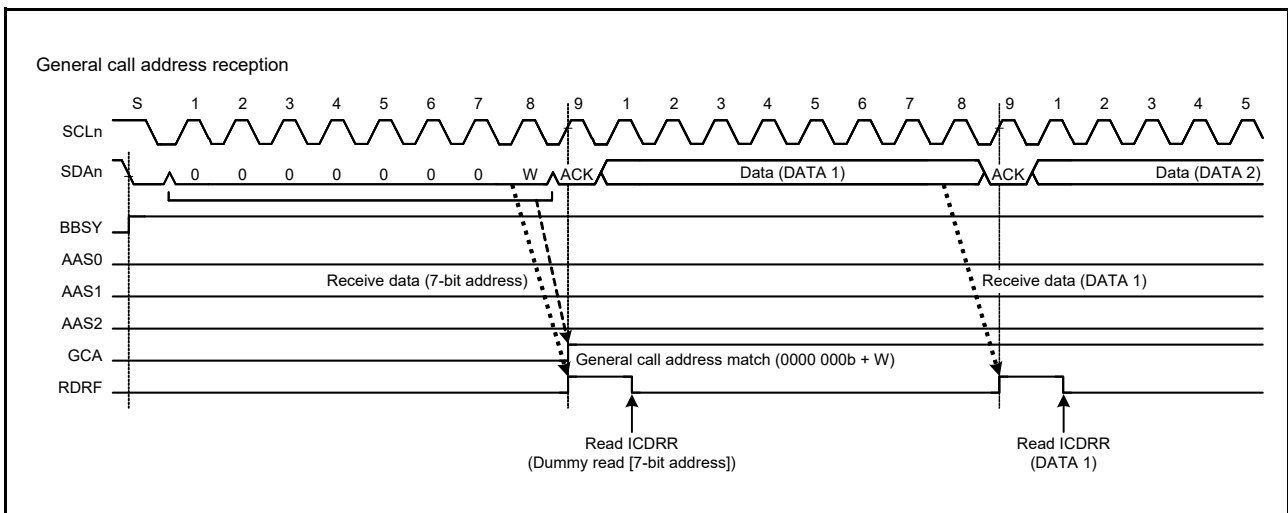 General call address reception
S 1 2 3 4 5 6 7 8 9 1 2 3 4 5 6 7 8 9 1 2 3 4 5
SCLn
SDAn 0 0 0 0 0 0 0 W ACK Data (DATA 1) ACK Data (DATA 2)
BBSY
AAS0
Receive data (7-bit address) Receive data (DATA 1)
AAS1
AAS2
GCA General call address match (0000 000b + W)
RDRF
Read ICDRR Read ICDRR
(Dummy read [7-bit address]) (DATA 1)